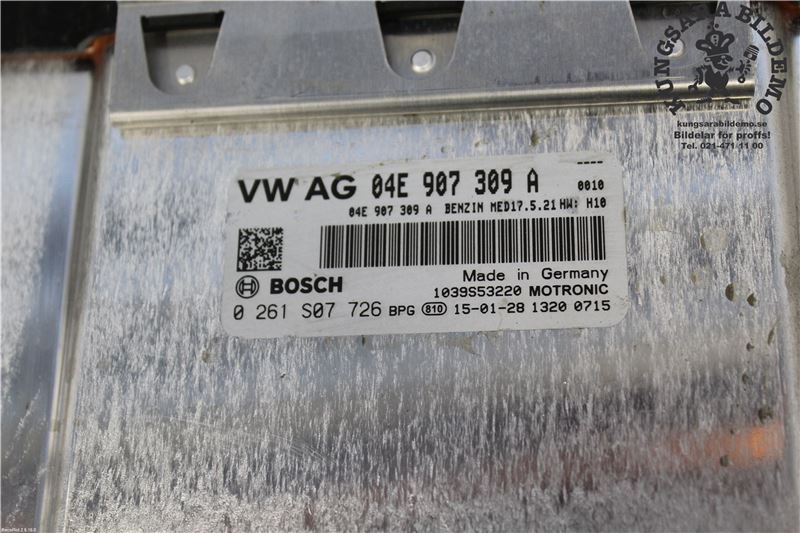 KUNGSARA BILDEMO
kungsarabildemo.se
Bildelar för proffs!
Tel. 021-471 11 00
----
VW AG 04E 907 309 A 0010
04E 907 309 A BENZIN MED17.5.21 HW: H10
BOSCH
Made in Germany
1039S53220 MOTRONIC
0 261 S07 726 BPG 810 15-01-28 1320 0715